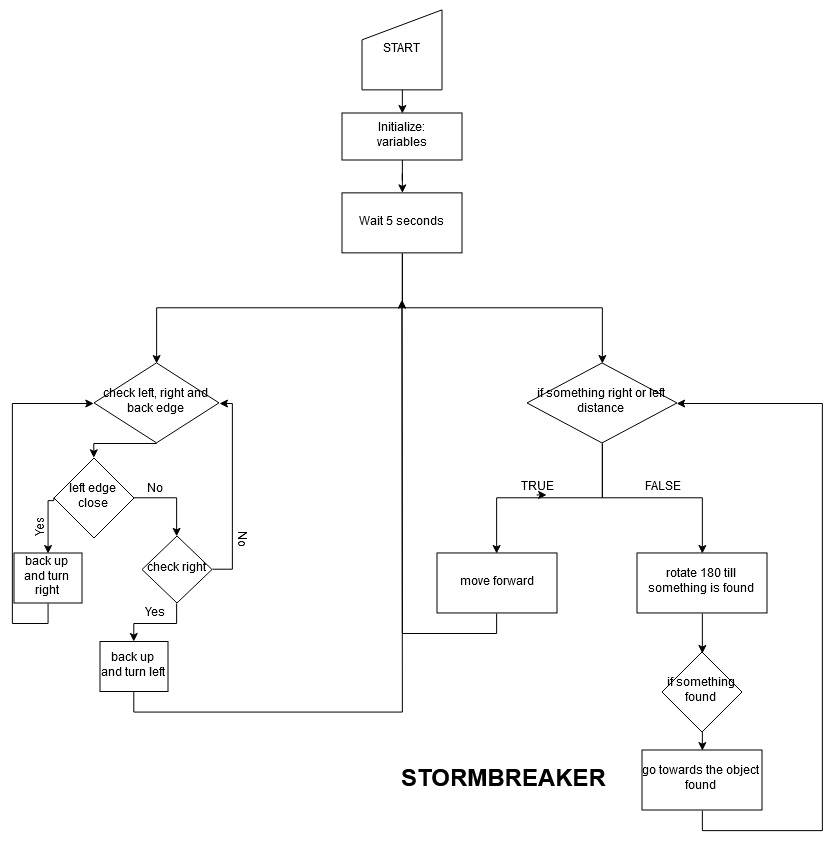 START
Initialize:
variables
Wait 5 seconds
check left, right and
back edge
if something right or left
distance
left edge
close
No
Yes
TRUE
FALSE
No
check right
back up
and turn
right
move forward
rotate 180 till
something is found
Yes
back up
and turn left
if something
found
go towards the object
found
STORMBREAKER